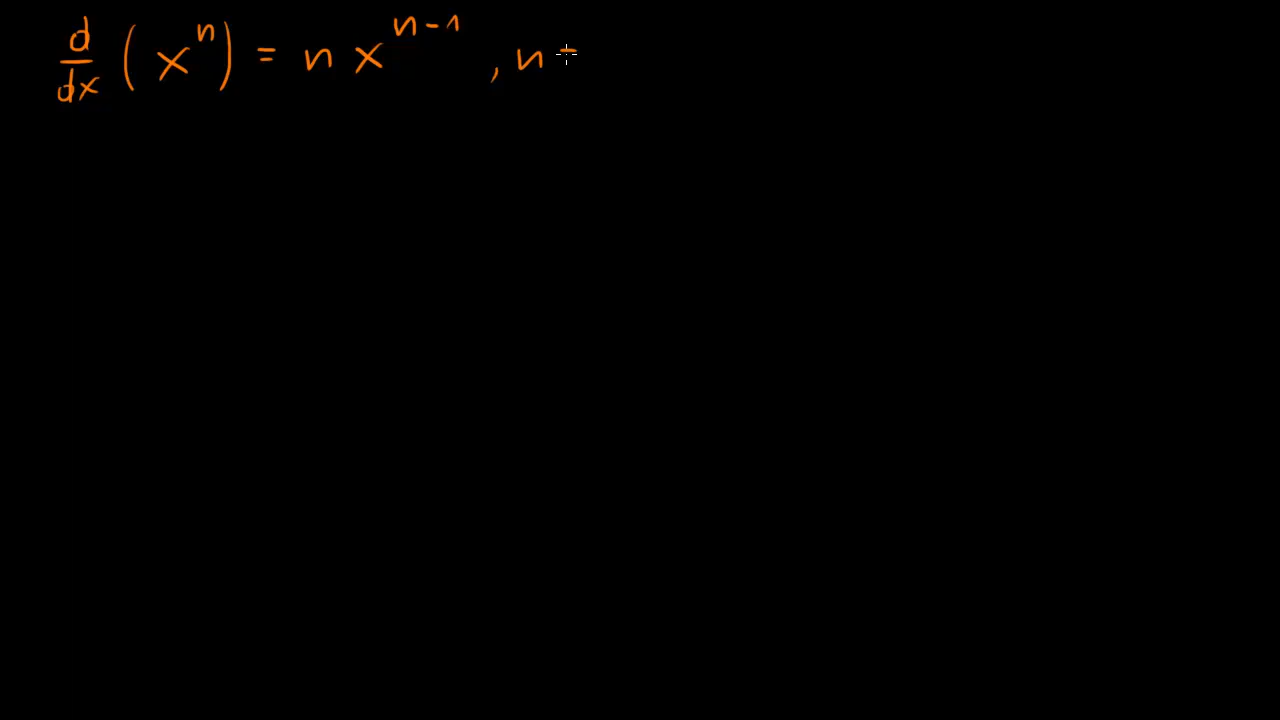 d/dx (x^n) = n x^(n-1) , n